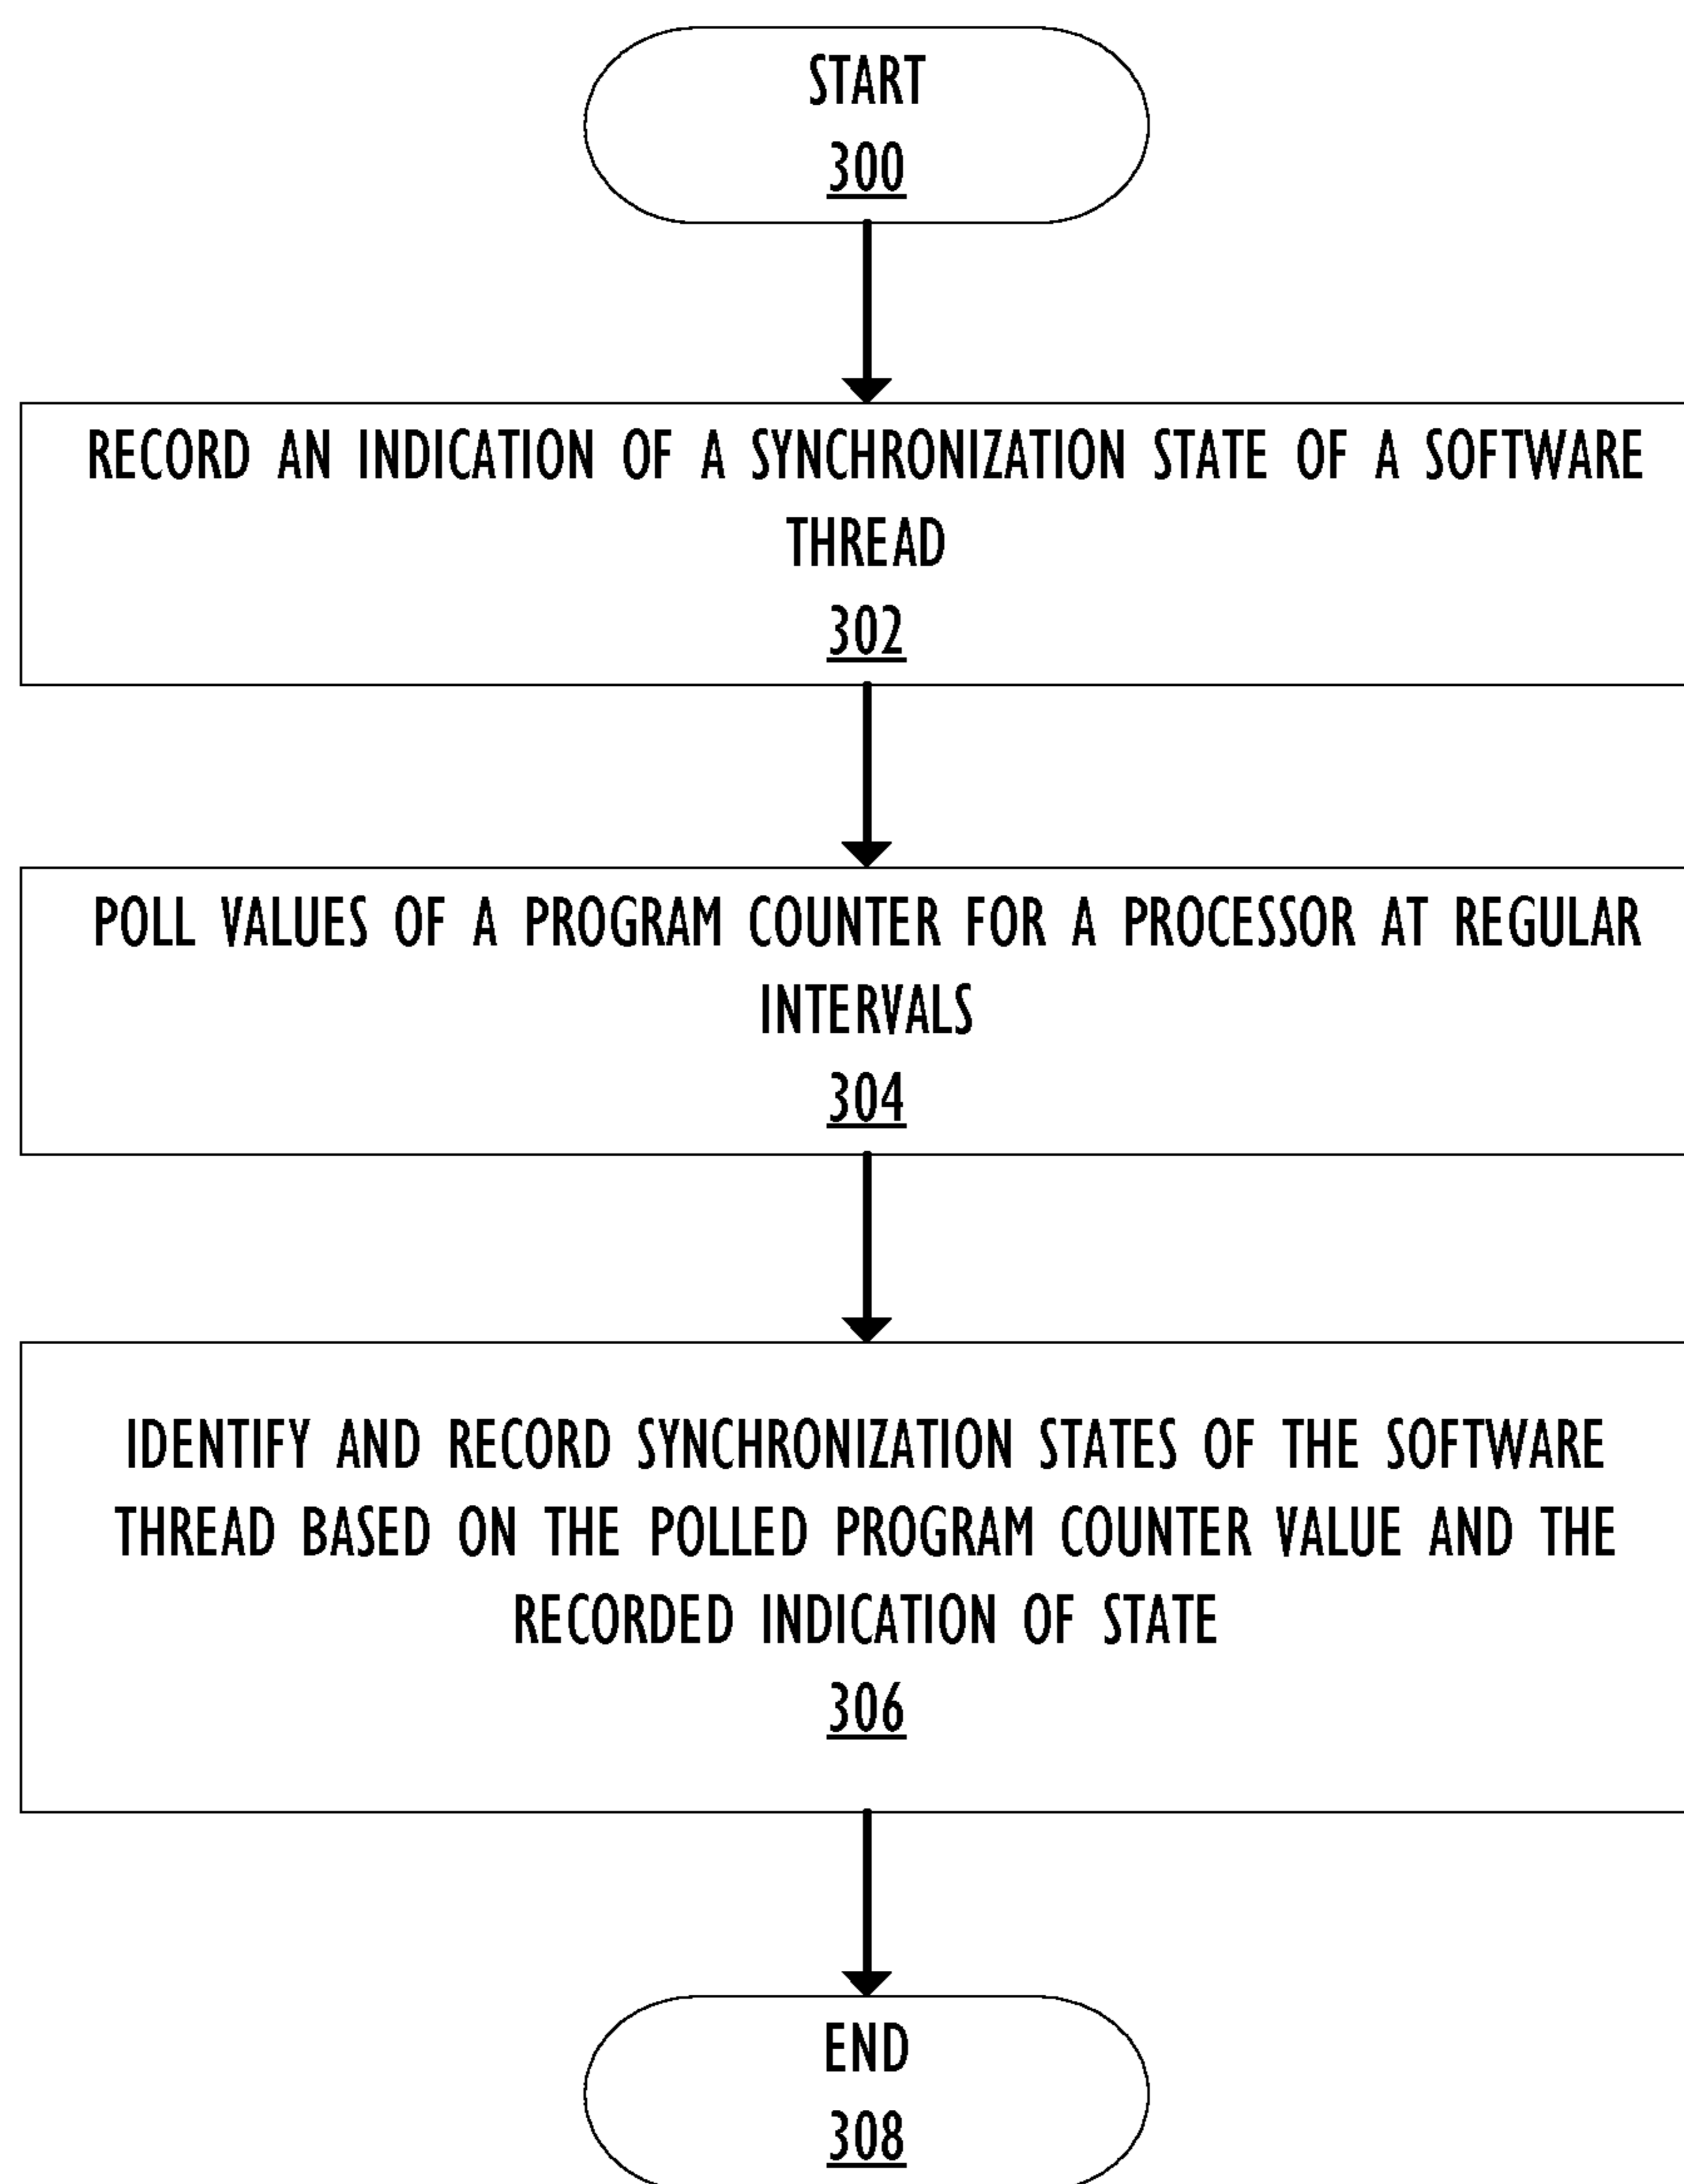 START
300
RECORD AN INDICATION OF A SYNCHRONIZATION STATE OF A SOFTWARE
THREAD
302
POLL VALUES OF A PROGRAM COUNTER FOR A PROCESSOR AT REGULAR
INTERVALS
304
IDENTIFY AND RECORD SYNCHRONIZATION STATES OF THE SOFTWARE
THREAD BASED ON THE POLLED PROGRAM COUNTER VALUE AND THE
RECORDED INDICATION OF STATE
306
END
308